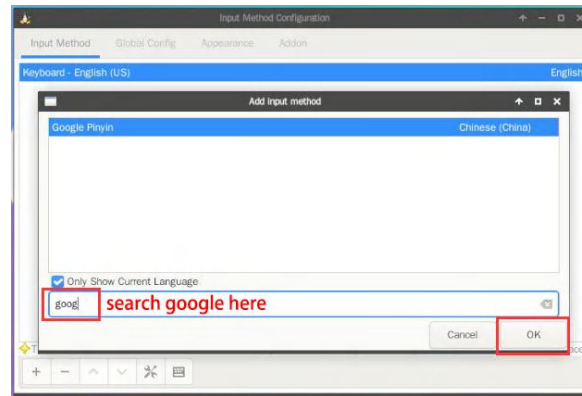 Input Method Configuration
Input Method Global Config Appearance Addon
Keyboard - English (US) English
Add input method
Google Pinyin Chinese (China)
Only Show Current Language
goog search google here
Cancel OK